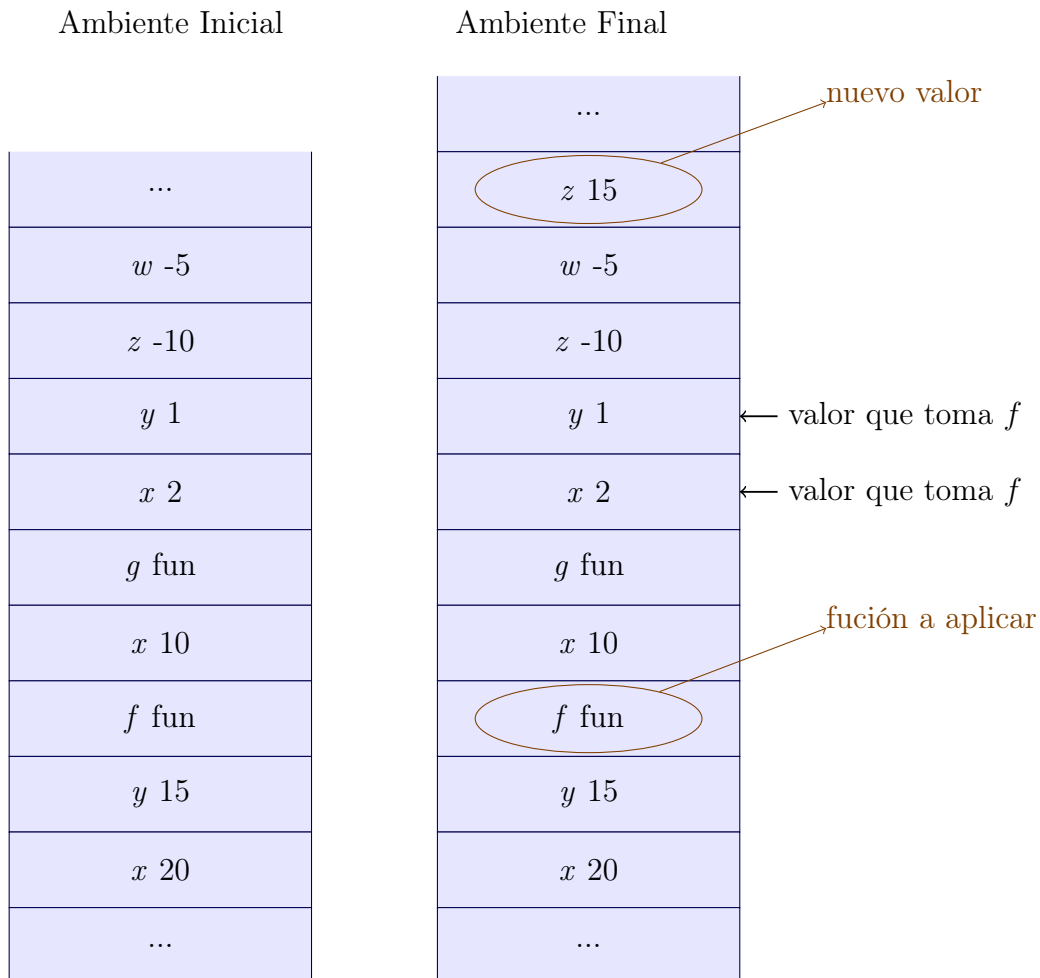 Ambiente Inicial
...
w -5
z -10
y 1
x 2
g fun
x 10
f fun
y 15
x 20
...
Ambiente Final
...
z 15
w -5
z -10
y 1
x 2
g fun
x 10
f fun
y 15
x 20
...
nuevo valor
valor que toma f
valor que toma f
fución a aplicar